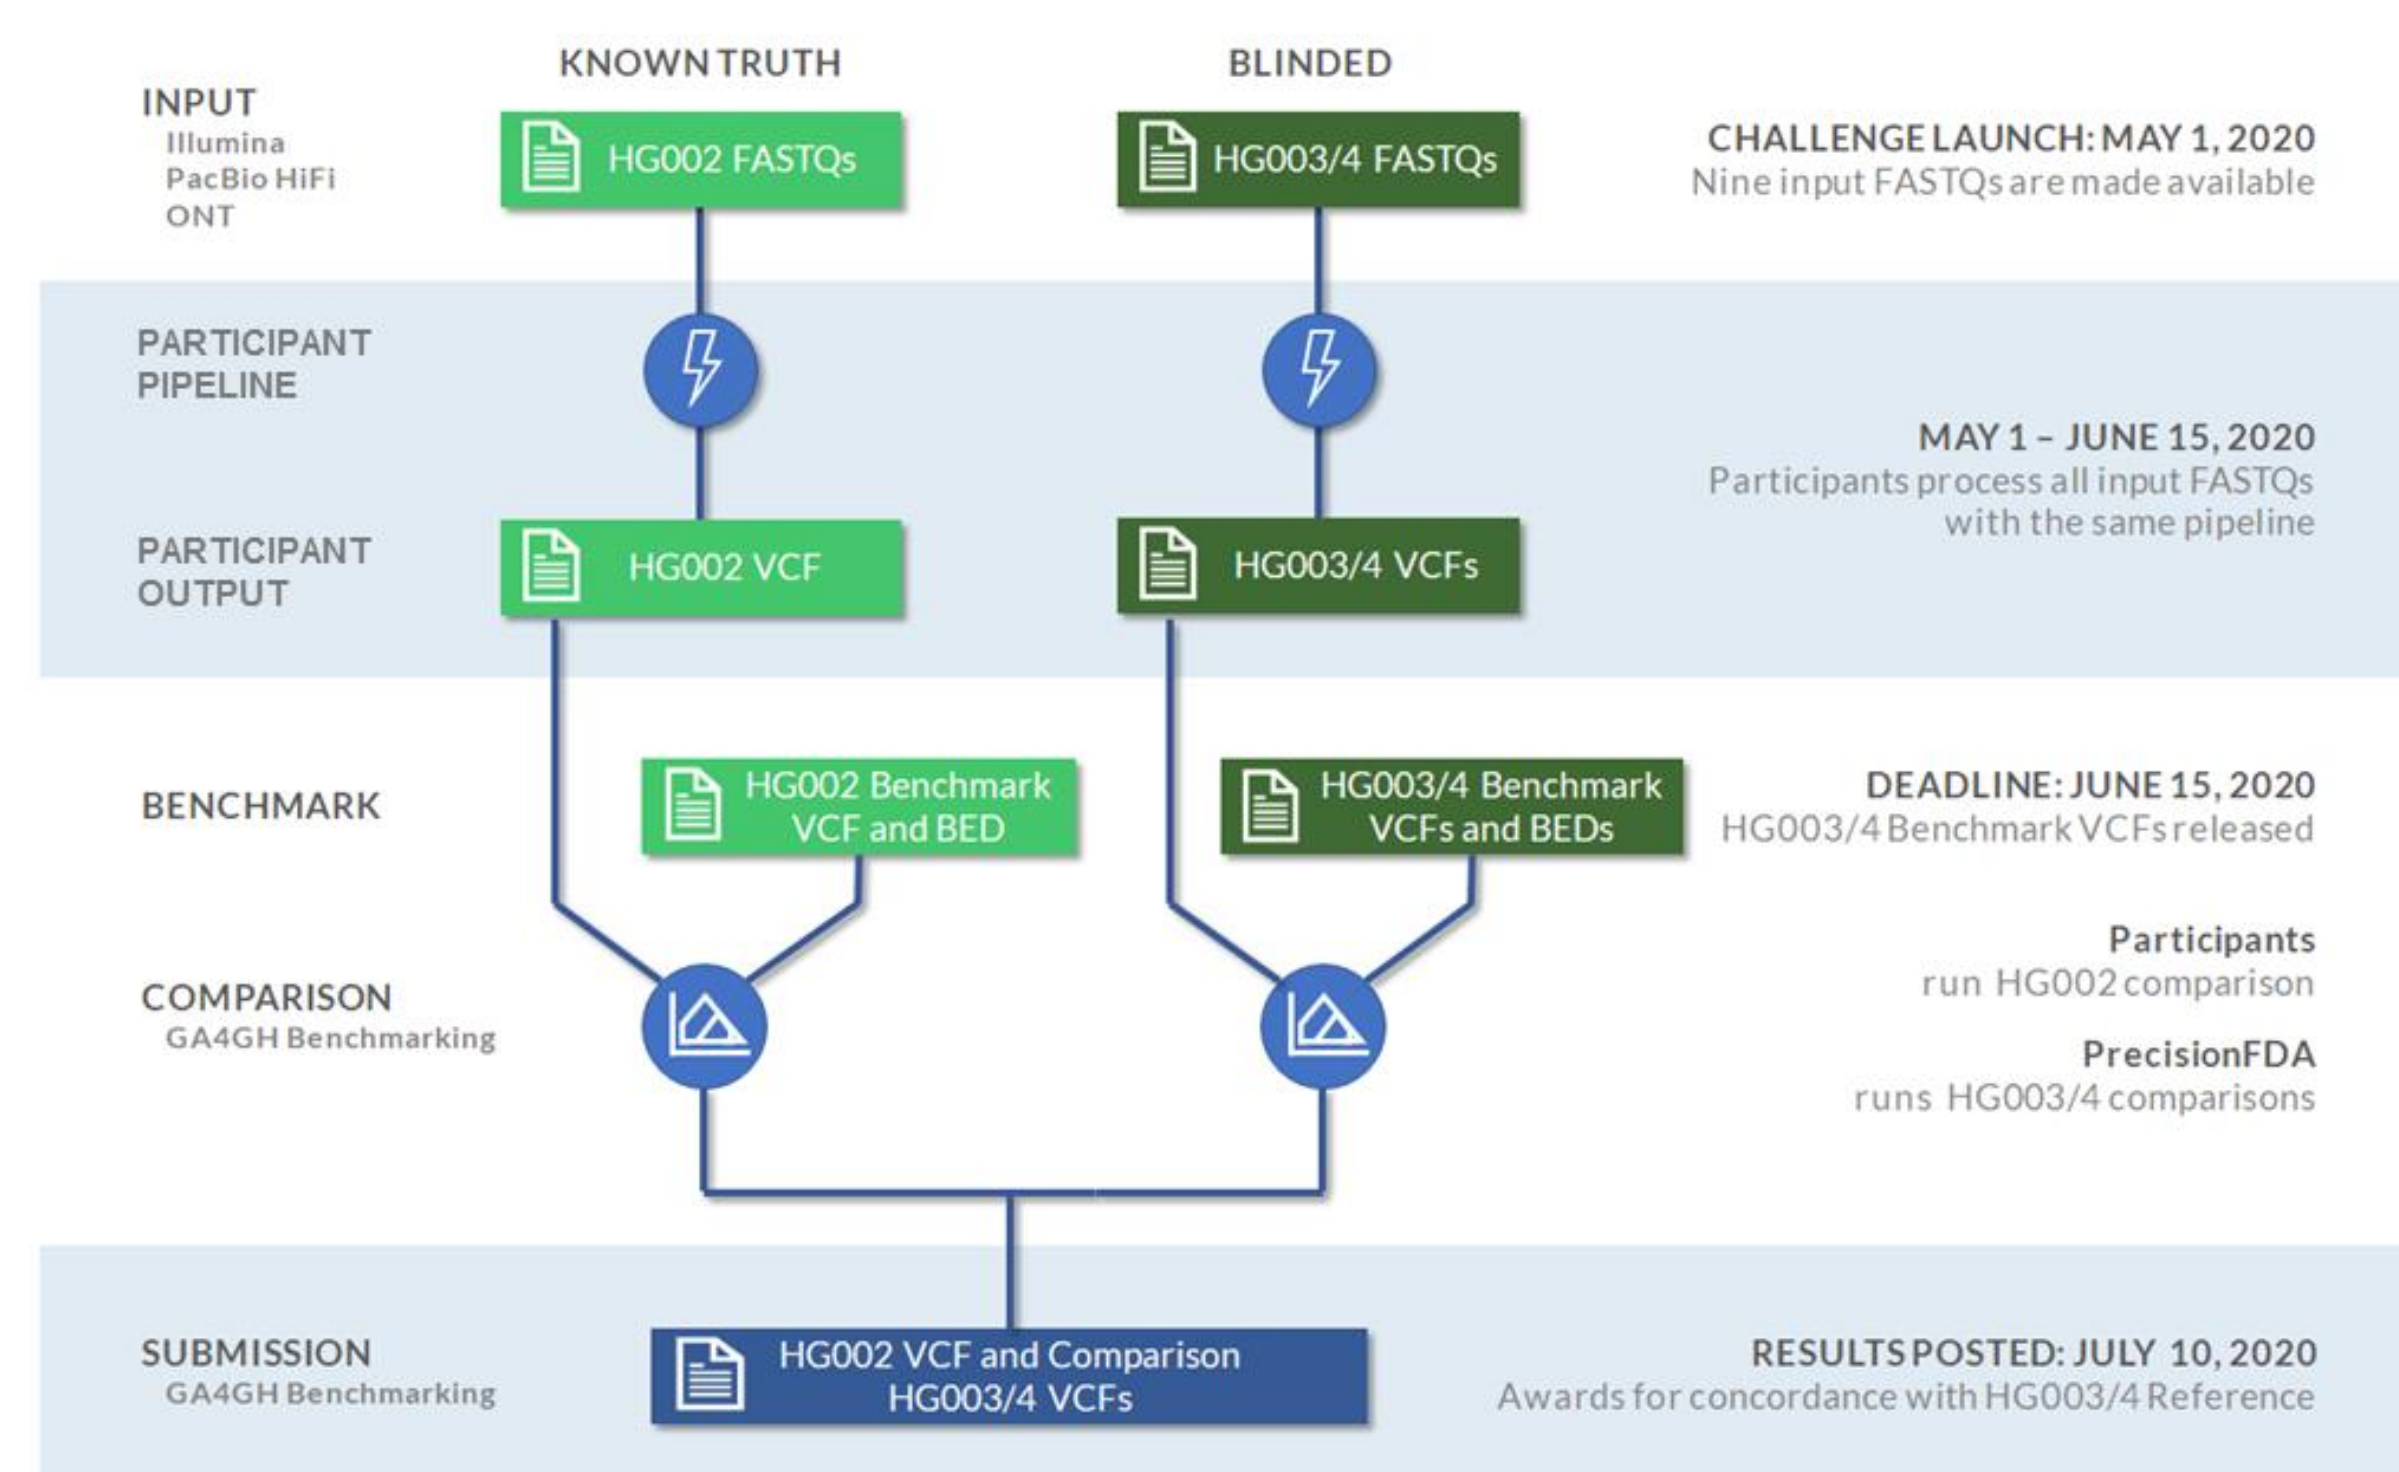 KNOWN TRUTH
BLINDED
INPUT
Illumina
PacBio HiFi
ONT
HG002 FASTQs
HG003/4 FASTQs
CHALLENGE LAUNCH: MAY 1, 2020
Nine input FASTQs are made available
PARTICIPANT
PIPELINE
MAY 1 – JUNE 15, 2020
Participants process all input FASTQs
with the same pipeline
PARTICIPANT
OUTPUT
HG002 VCF
HG003/4 VCFs
BENCHMARK
HG002 Benchmark
VCF and BED
HG003/4 Benchmark
VCFs and BEDs
DEADLINE: JUNE 15, 2020
HG003/4 Benchmark VCFs released
COMPARISON
GA4GH Benchmarking
Participants
run HG002 comparison
PrecisionFDA
runs HG003/4 comparisons
SUBMISSION
GA4GH Benchmarking
HG002 VCF and Comparison
HG003/4 VCFs
RESULTS POSTED: JULY 10, 2020
Awards for concordance with HG003/4 Reference